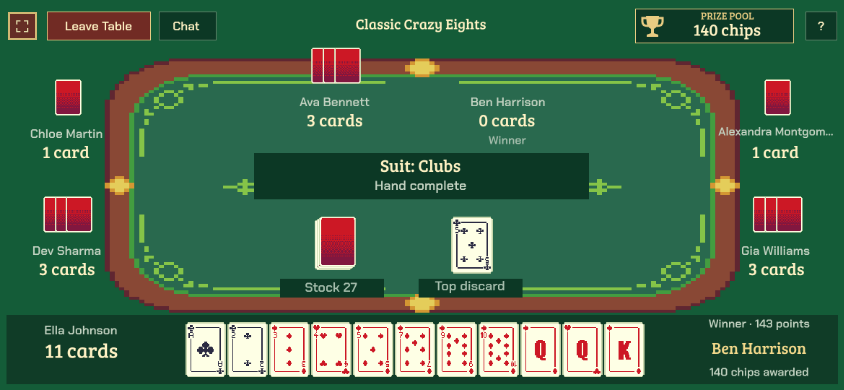 Leave Table
Chat
Classic Crazy Eights
PRIZE POOL
140 chips
?
Ava Bennett
3 cards
Ben Harrison
0 cards
Winner
Chloe Martin
1 card
Alexandra Montgom...
1 card
Suit: Clubs
Hand complete
Dev Sharma
3 cards
Gia Williams
3 cards
Stock 27
Top discard
Ella Johnson
11 cards
Q
Q
K
Winner · 143 points
Ben Harrison
140 chips awarded